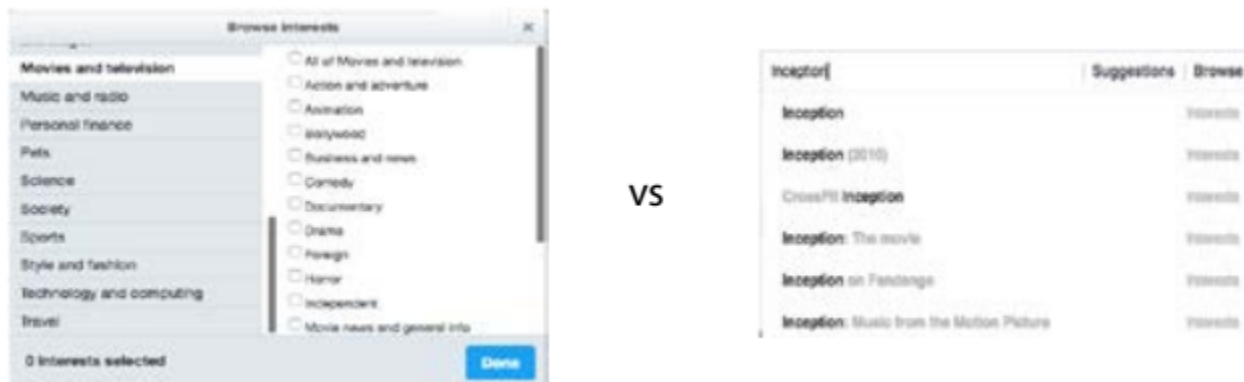 Browse interests ×
Movies and television
Music and radio
Personal finance
Pets
Science
Society
Sports
Style and fashion
Technology and computing
Travel
0 interests selected
All of Movies and television
Action and adventure
Animation
Bollywood
Business and news
Comedy
Documentary
Drama
Foreign
Horror
Independent
Movie news and general info
Done
vs
Inception Suggestions Browse
Inception Interests
Inception (2010) Interests
CrossFit Inception Interests
Inception: The movie Interests
Inception on Fandango Interests
Inception: Music from the Motion Picture Interests